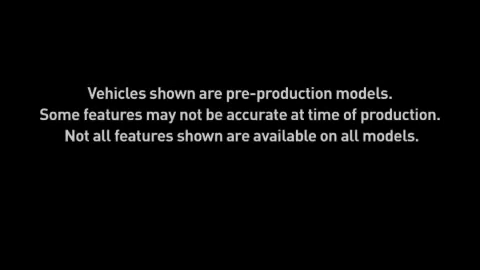 Vehicles shown are pre-production models.
Some features may not be accurate at time of production.
Not all features shown are available on all models.